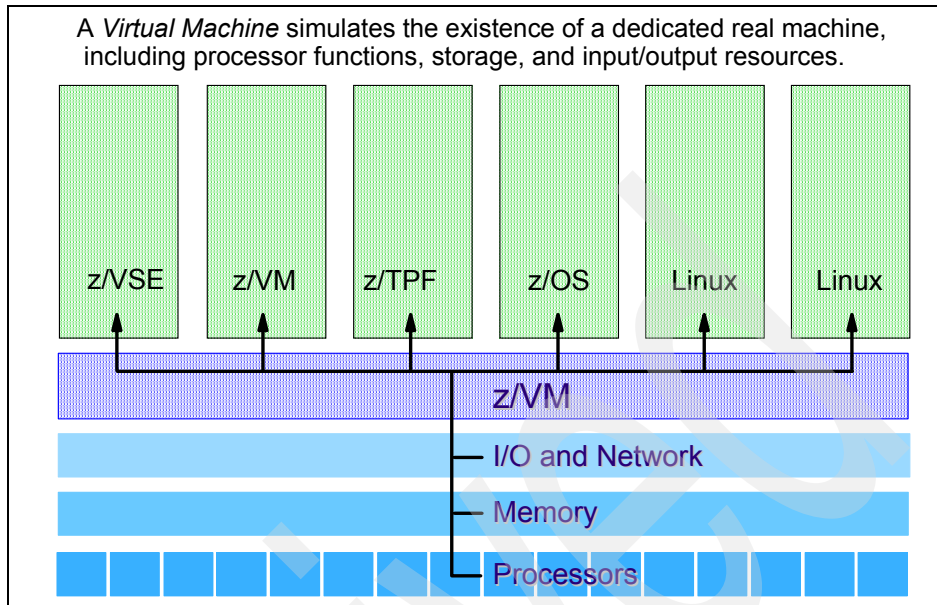 A Virtual Machine simulates the existence of a dedicated real machine,
including processor functions, storage, and input/output resources.
z/VSE z/VM z/TPF z/OS Linux Linux
z/VM
I/O and Network
Memory
Processors